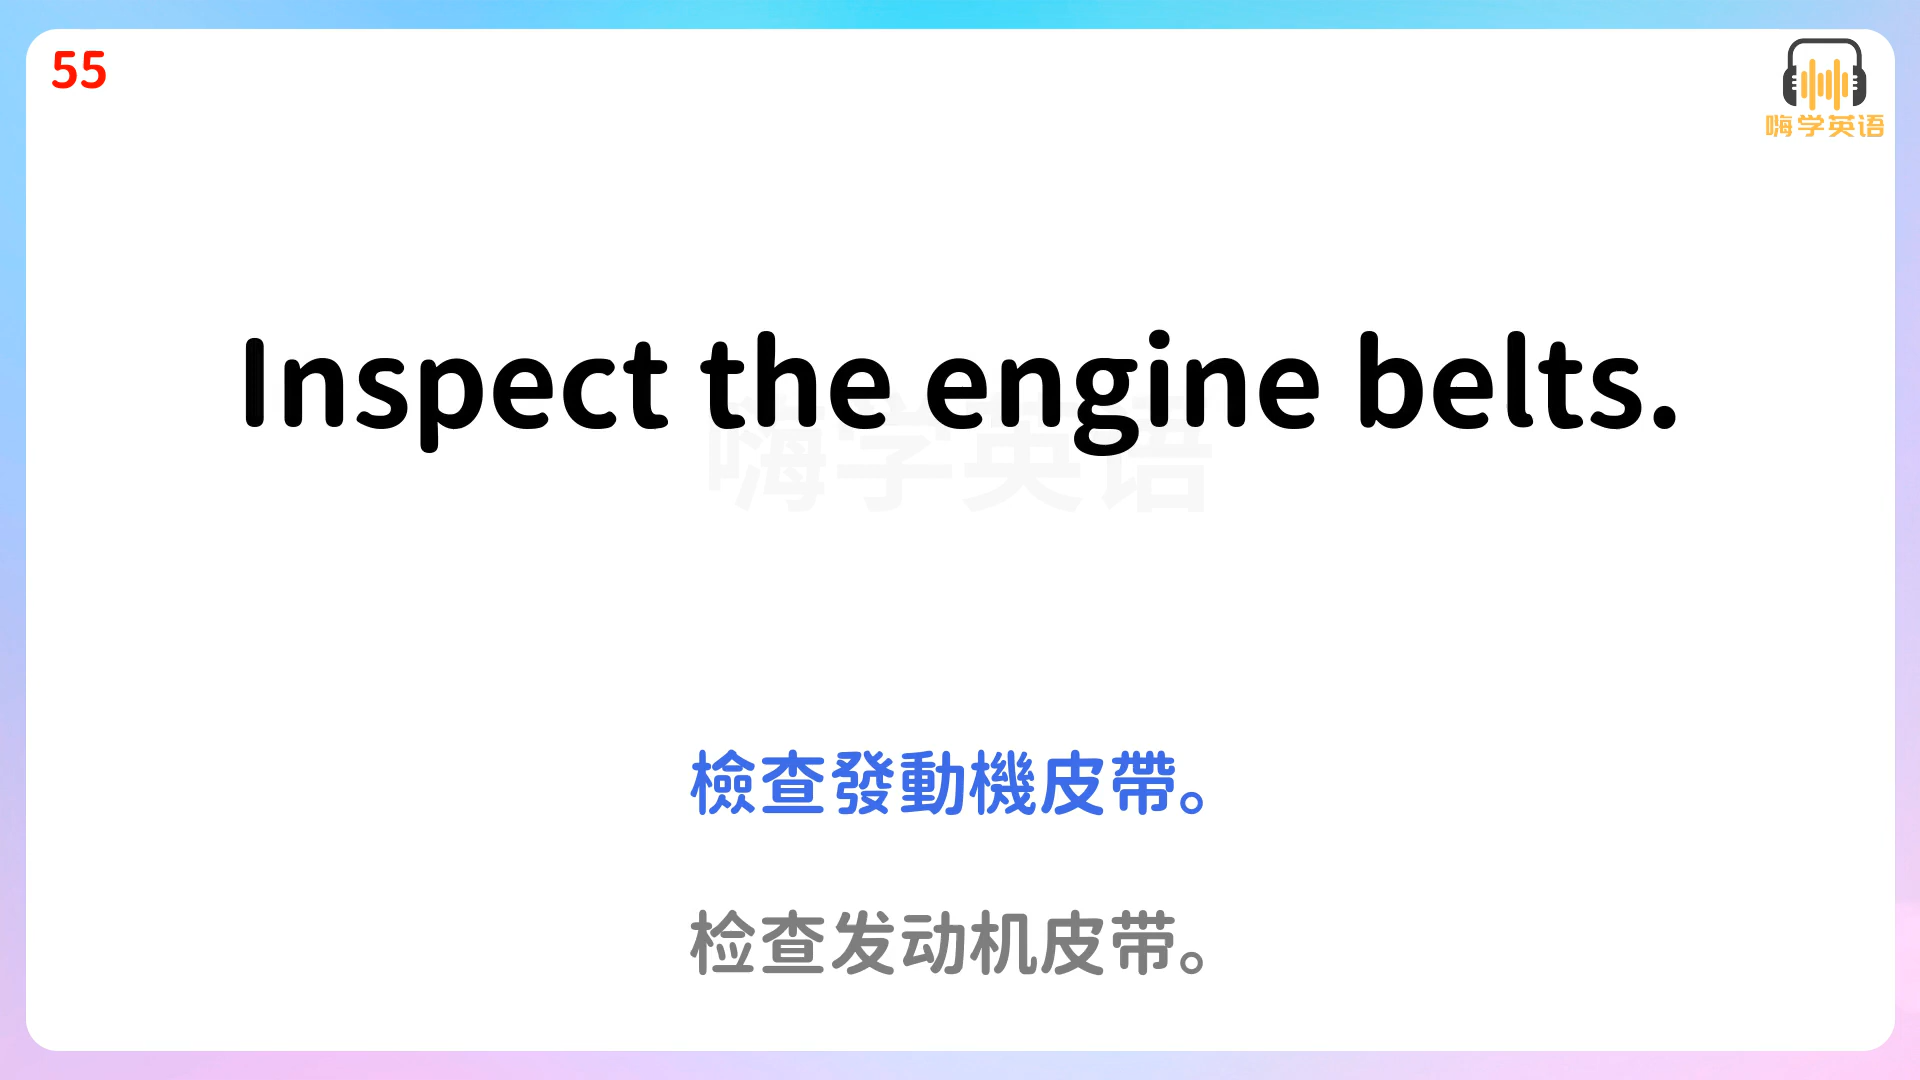 55
嗨学英语
Inspect the engine belts.
嗨学英语
檢查發動機皮帶。
检查发动机皮带。